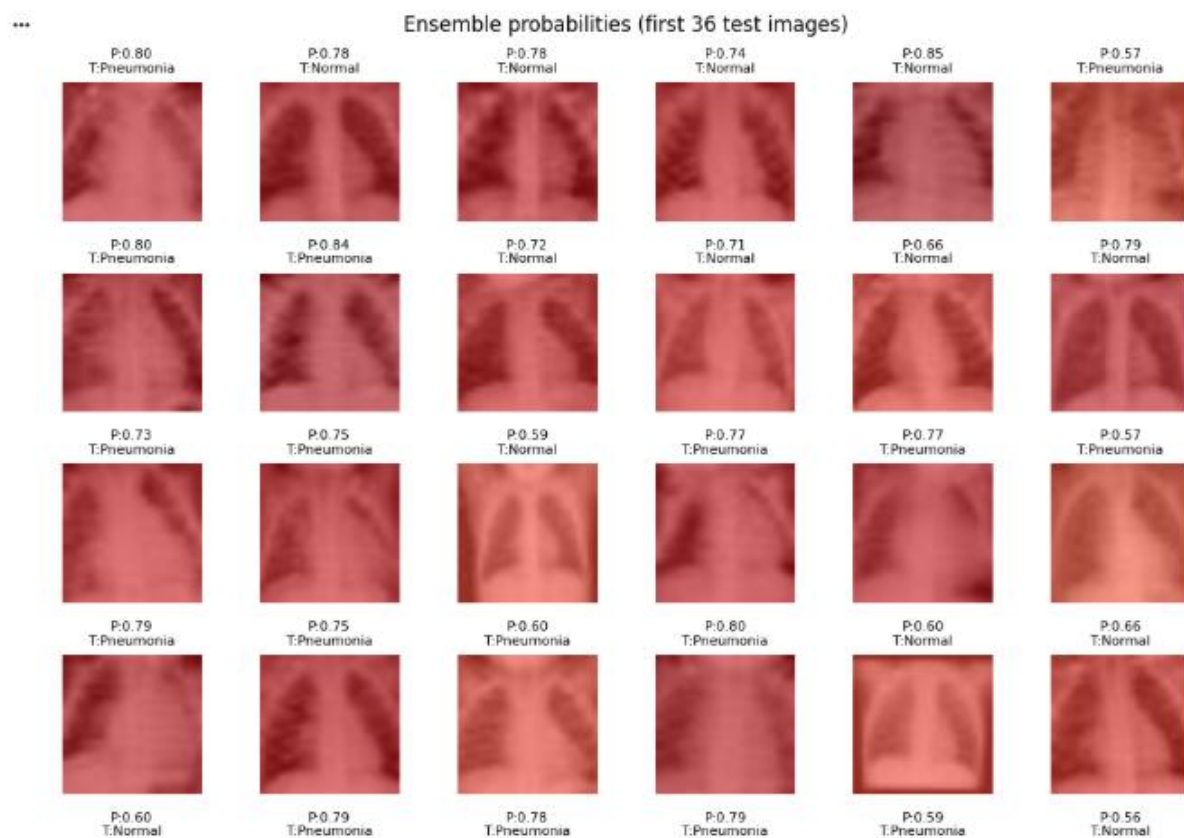 ...
Ensemble probabilities (first 36 test images)
P:0.80 P:0.78 P:0.78 P:0.74 P:0.85 P:0.57
T:Pneumonia T:Normal T:Normal T:Normal T:Normal T:Pneumonia
P:0.80 P:0.84 P:0.72 P:0.71 P:0.66 P:0.79
T:Pneumonia T:Pneumonia T:Normal T:Normal T:Normal T:Normal
P:0.73 P:0.75 P:0.59 P:0.77 P:0.77 P:0.57
T:Pneumonia T:Pneumonia T:Normal T:Pneumonia T:Pneumonia T:Pneumonia
P:0.79 P:0.75 P:0.60 P:0.80 P:0.60 P:0.66
T:Pneumonia T:Pneumonia T:Pneumonia T:Pneumonia T:Normal T:Normal
P:0.60 P:0.79 P:0.78 P:0.79 P:0.59 P:0.56
T:Normal T:Pneumonia T:Pneumonia T:Pneumonia T:Pneumonia T:Normal